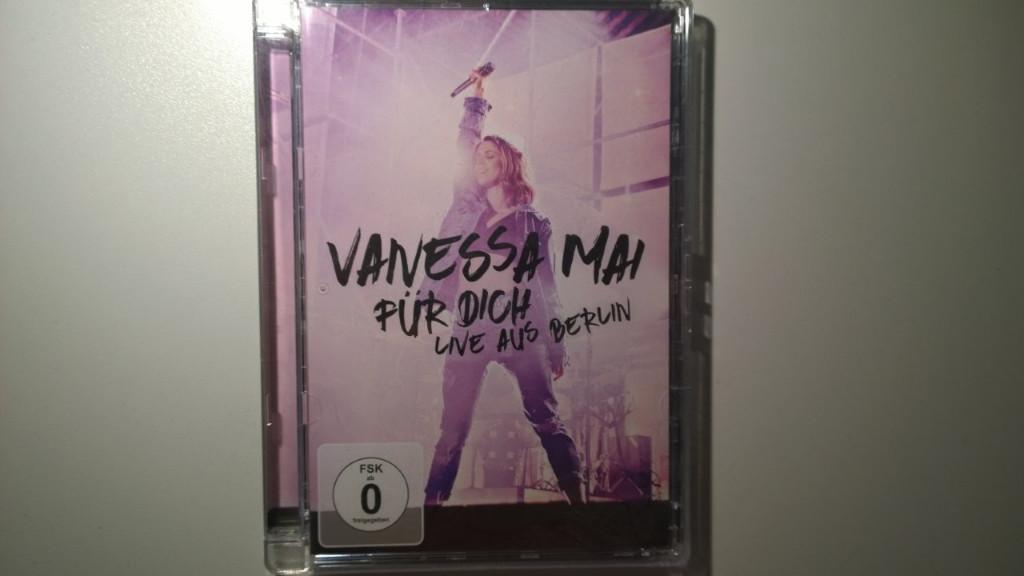 VANESSA MAI
FÜR DICH
LIVE AUS BERLIN
FSK
ab
0
freigegeben